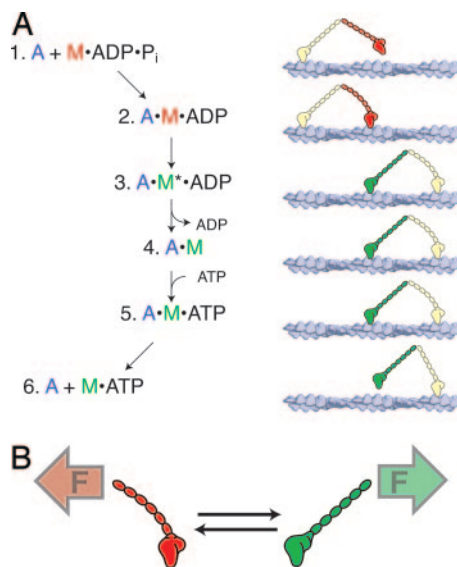 A
1. A + M•ADP•Pi
2. A•M•ADP
3. A•M*•ADP
ADP
4. A•M
ATP
5. A•M•ATP
6. A + M•ATP
B
F
F